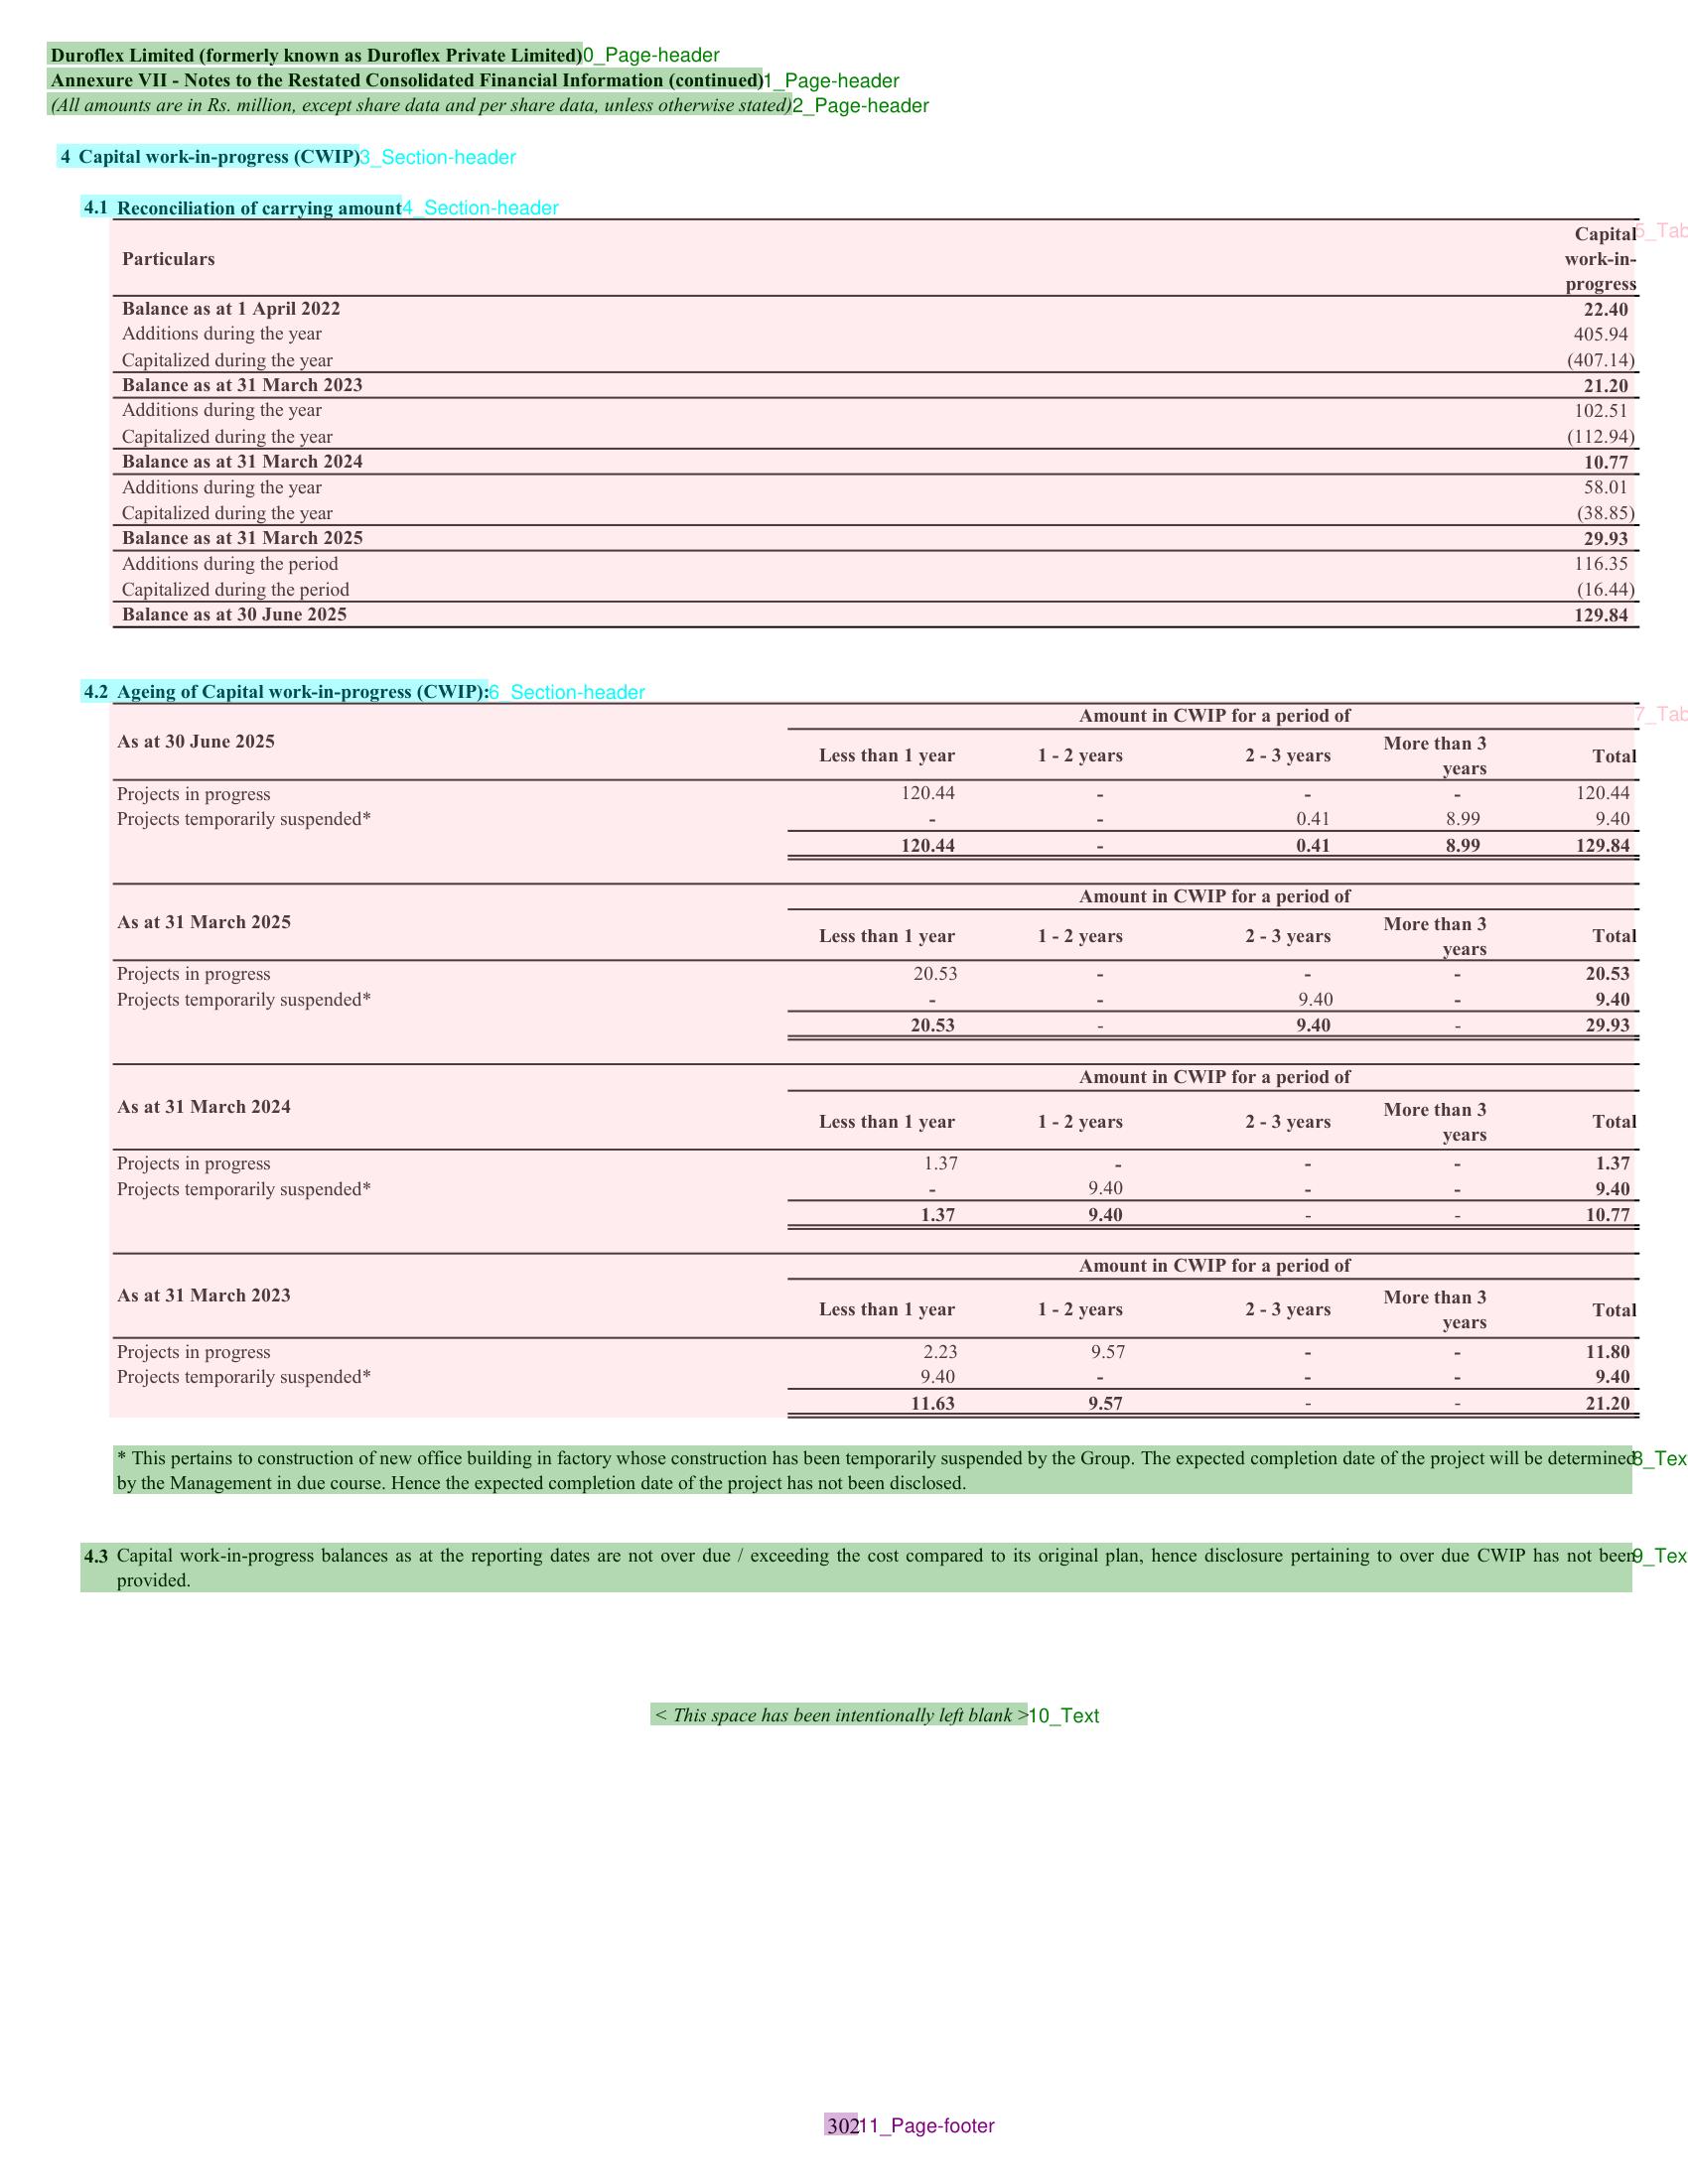 Duroflex Limited (formerly known as Duroflex Private Limited)0_Page-header
Annexure VII - Notes to the Restated Consolidated Financial Information (continued)1_Page-header
(All amounts are in Rs. million, except share data and per share data, unless otherwise stated)2_Page-header
4 Capital work-in-progress (CWIP)3_Section-header
4.1 Reconciliation of carrying amount4_Section-header
5_Tab
Particulars Capital work-in-progress
Balance as at 1 April 2022 22.40
Additions during the year 405.94
Capitalized during the year (407.14)
Balance as at 31 March 2023 21.20
Additions during the year 102.51
Capitalized during the year (112.94)
Balance as at 31 March 2024 10.77
Additions during the year 58.01
Capitalized during the year (38.85)
Balance as at 31 March 2025 29.93
Additions during the period 116.35
Capitalized during the period (16.44)
Balance as at 30 June 2025 129.84
4.2 Ageing of Capital work-in-progress (CWIP):6_Section-header
7_Tab
Amount in CWIP for a period of
As at 30 June 2025 Less than 1 year 1 - 2 years 2 - 3 years More than 3 years Total
Projects in progress 120.44 - - - 120.44
Projects temporarily suspended* - - 0.41 8.99 9.40
120.44 - 0.41 8.99 129.84
Amount in CWIP for a period of
As at 31 March 2025 Less than 1 year 1 - 2 years 2 - 3 years More than 3 years Total
Projects in progress 20.53 - - - 20.53
Projects temporarily suspended* - - 9.40 - 9.40
20.53 - 9.40 - 29.93
Amount in CWIP for a period of
As at 31 March 2024 Less than 1 year 1 - 2 years 2 - 3 years More than 3 years Total
Projects in progress 1.37 - - - 1.37
Projects temporarily suspended* - 9.40 - - 9.40
1.37 9.40 - - 10.77
Amount in CWIP for a period of
As at 31 March 2023 Less than 1 year 1 - 2 years 2 - 3 years More than 3 years Total
Projects in progress 2.23 9.57 - - 11.80
Projects temporarily suspended* 9.40 - - - 9.40
11.63 9.57 - - 21.20
* This pertains to construction of new office building in factory whose construction has been temporarily suspended by the Group. The expected completion date of the project will be determined8_Tex
by the Management in due course. Hence the expected completion date of the project has not been disclosed.
4.3 Capital work-in-progress balances as at the reporting dates are not over due / exceeding the cost compared to its original plan, hence disclosure pertaining to over due CWIP has not been9_Tex
provided.
< This space has been intentionally left blank >10_Text
30211_Page-footer